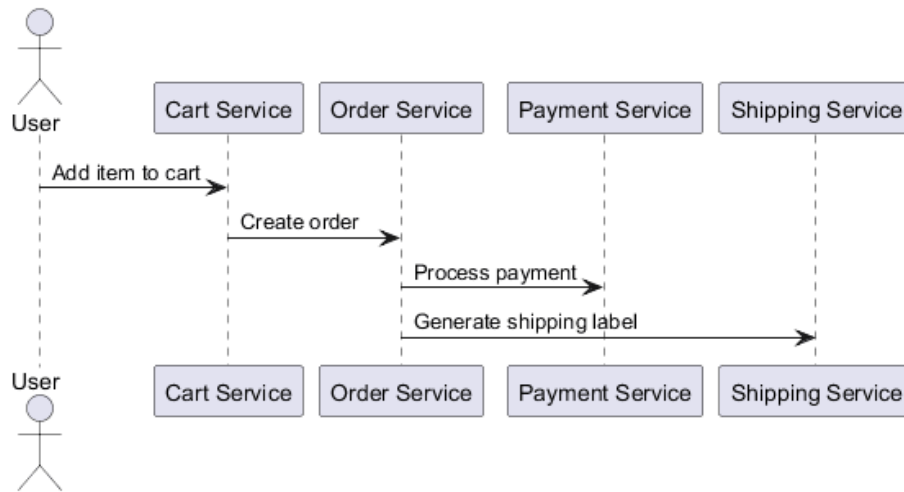 User
Cart Service
Order Service
Payment Service
Shipping Service
Add item to cart
Create order
Process payment
Generate shipping label
User
Cart Service
Order Service
Payment Service
Shipping Service